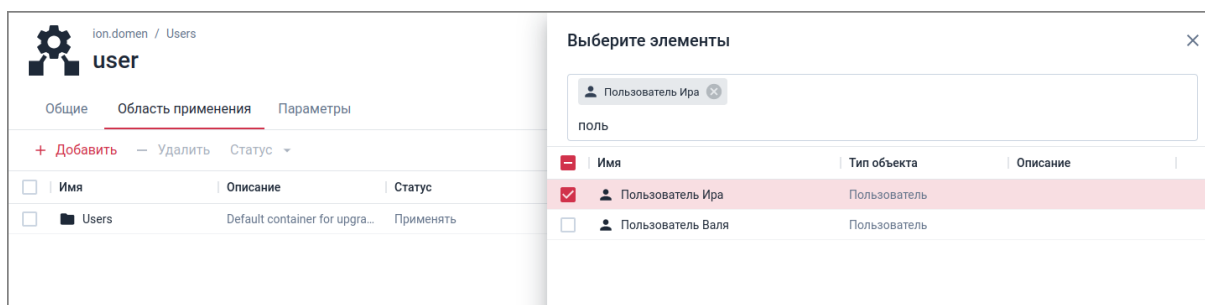 ion.domen / Users
user
Общие Область применения Параметры
+ Добавить — Удалить Статус
Имя Описание Статус
Users Default container for upgra... Применять
Выберите элементы
Пользователь Ира
поль
Имя Тип объекта Описание
Пользователь Ира Пользователь
Пользователь Валя Пользователь